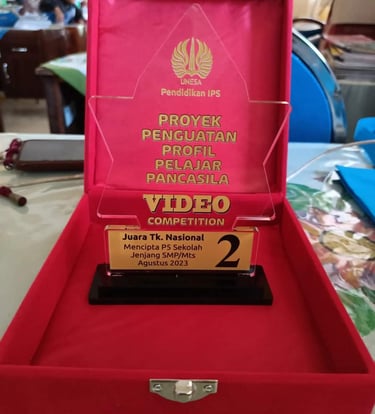 UNESA
Pendidikan IPS
PROYEK
PENGUATAN
PROFIL
PELAJAR
PANCASILA
VIDEO
COMPETITION
Juara Tk. Nasional
Mencipta P5 Sekolah
Jenjang SMP/Mts
Agustus 2023
2